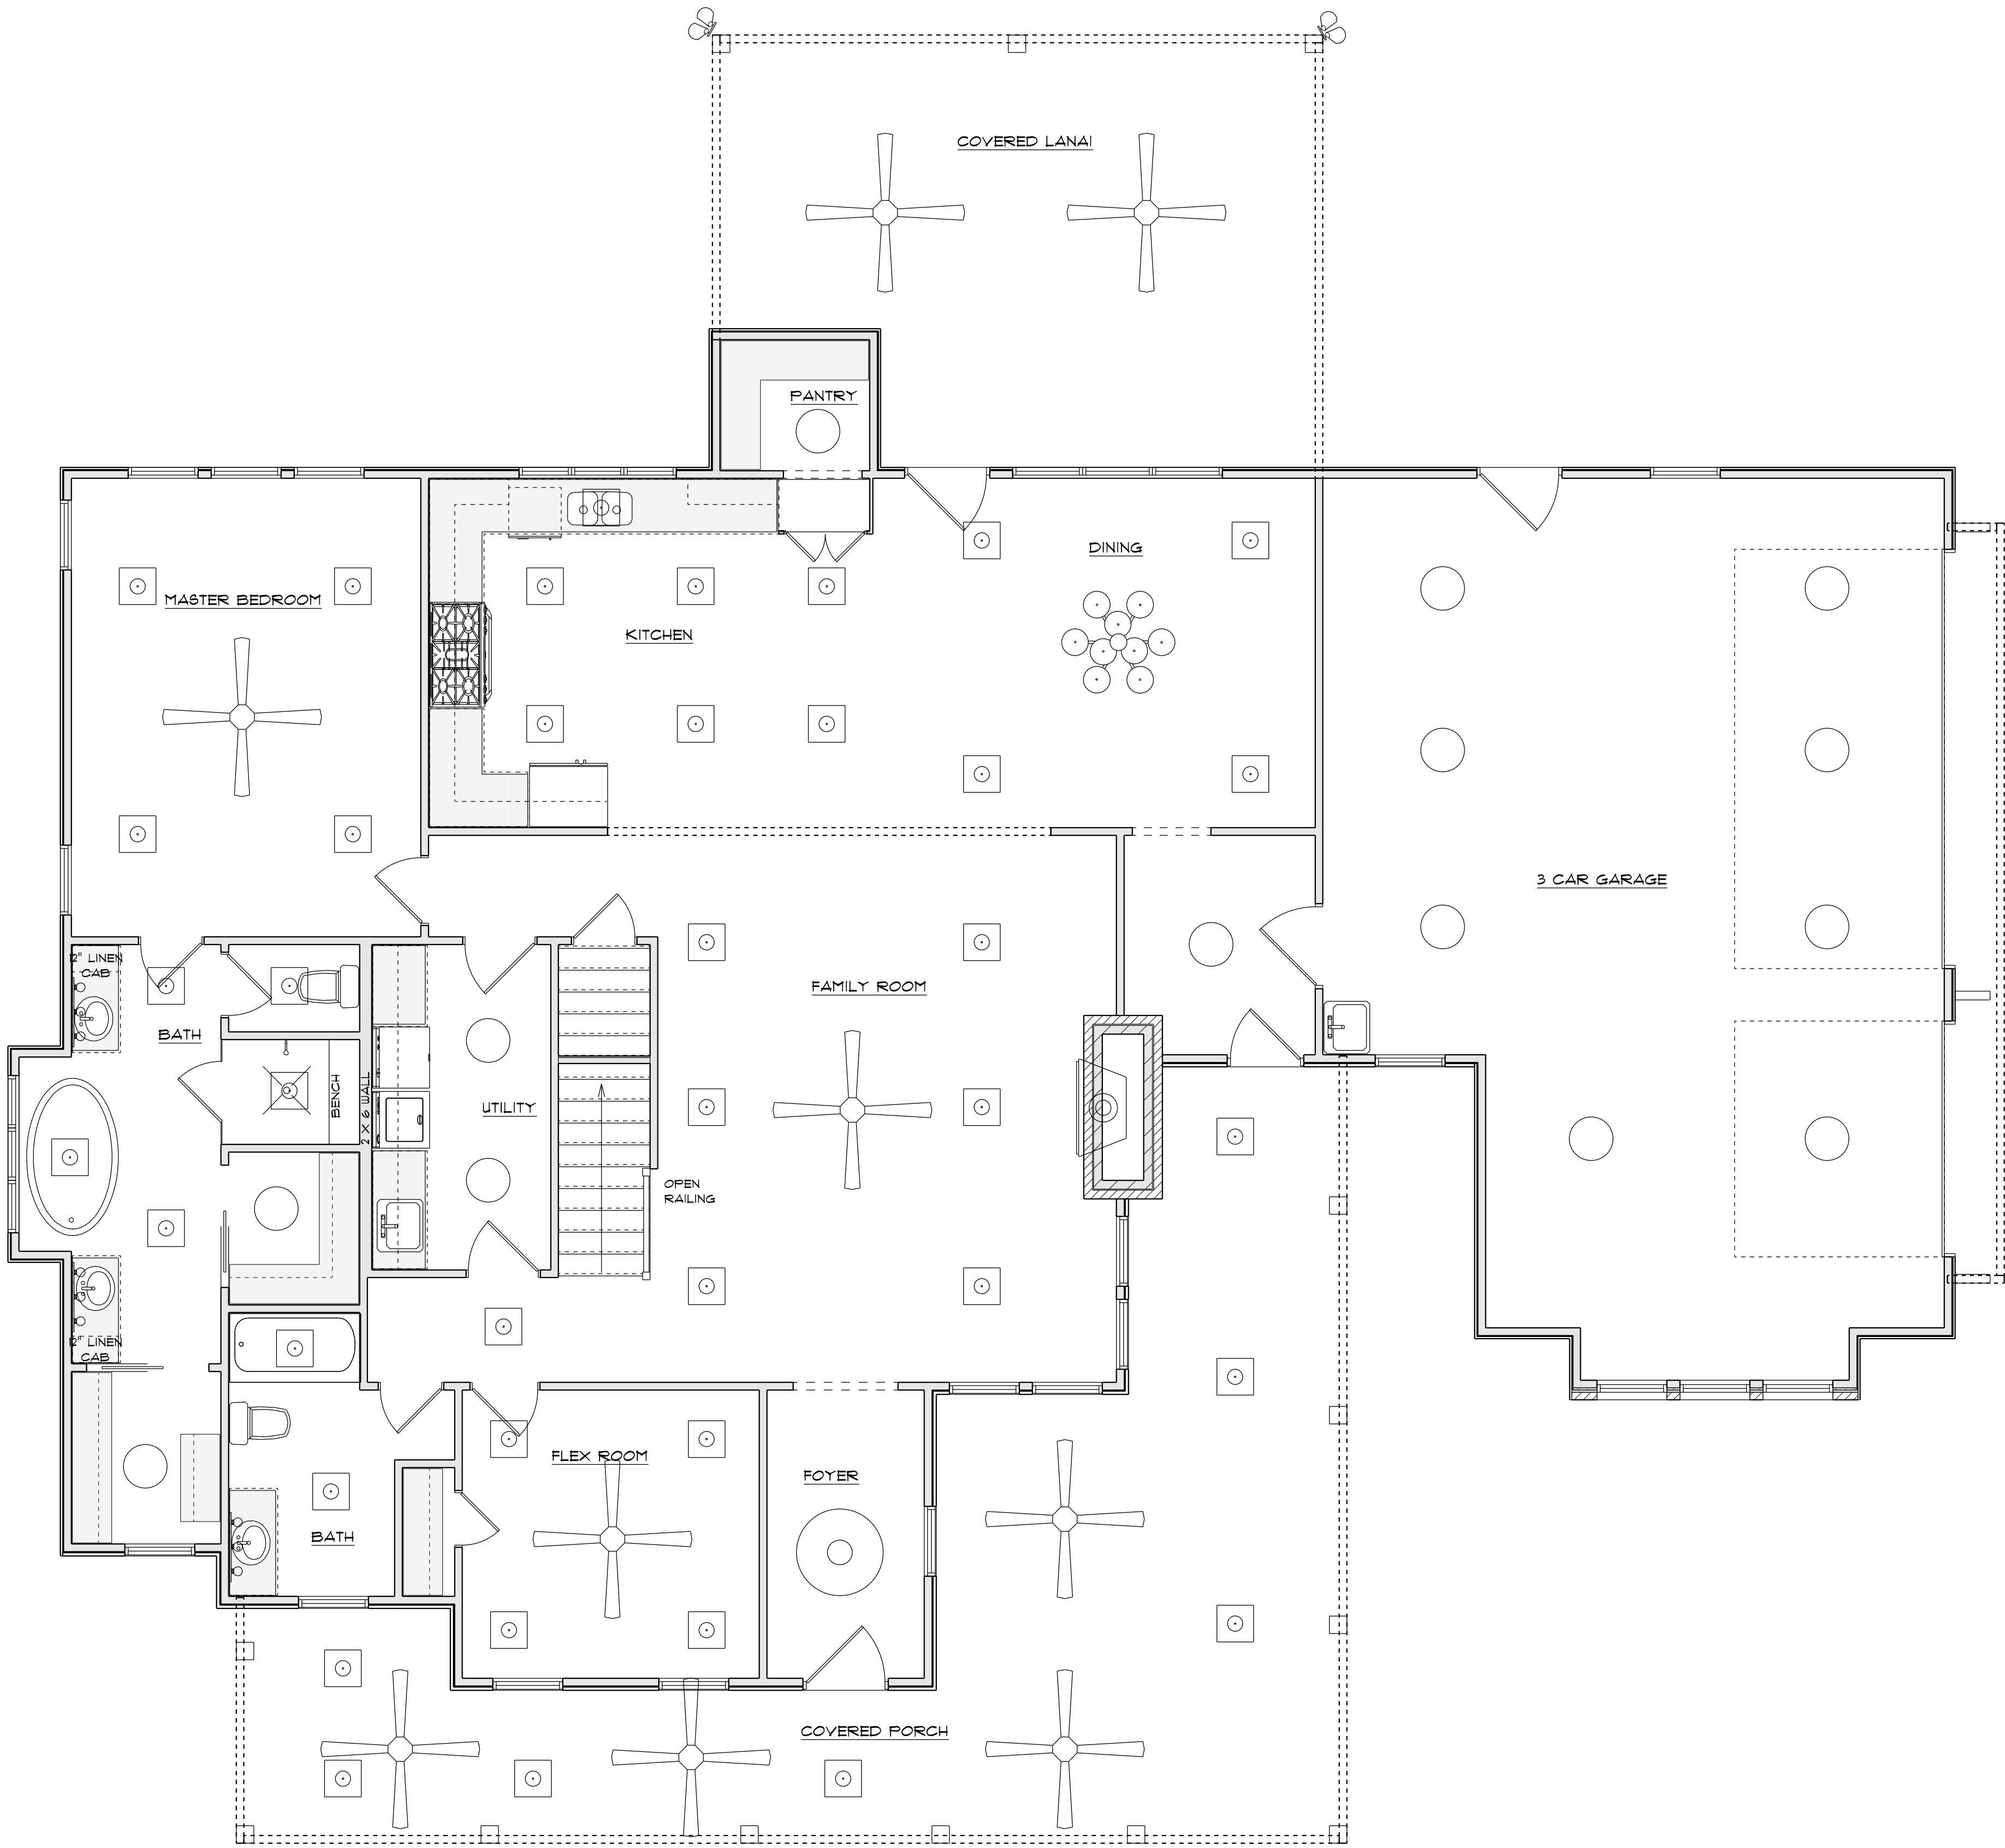 COVERED LANAI
PANTRY
DINING
MASTER BEDROOM
KITCHEN
3 CAR GARAGE
12" LINEN
CAB
FAMILY ROOM
BATH
BENCH
2 X 6 WALL
UTILITY
OPEN
RAILING
12" LINEN
CAB
FLEX ROOM
FOYER
BATH
COVERED PORCH